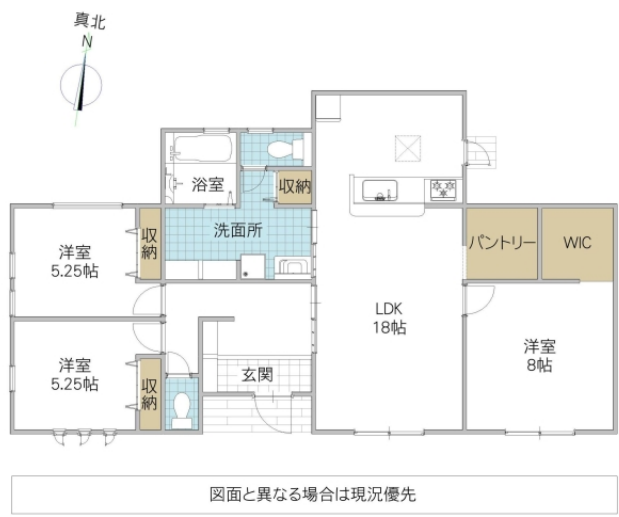 真北
N
浴室
収納
洗面所
洋室
5.25帖
収納
パントリー
WIC
LDK
18帖
洋室
8帖
洋室
5.25帖
収納
玄関
図面と異なる場合は現況優先